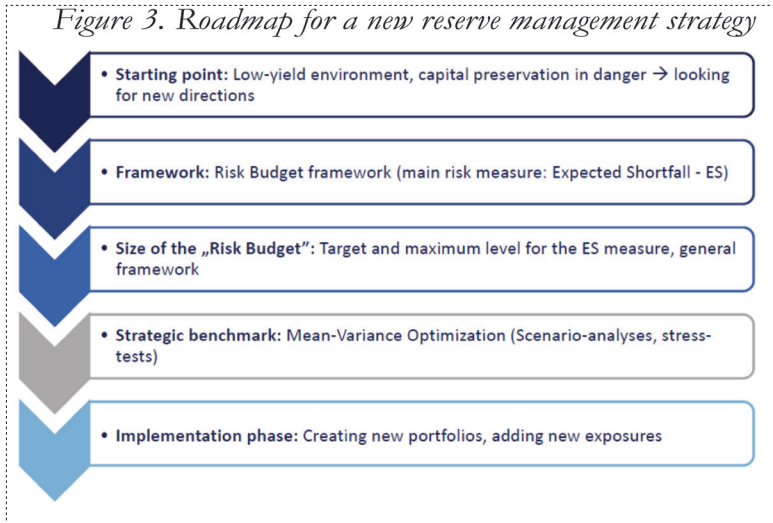 Figure 3. Roadmap for a new reserve management strategy
• Starting point: Low-yield environment, capital preservation in danger → looking
for new directions
• Framework: Risk Budget framework (main risk measure: Expected Shortfall - ES)
• Size of the „Risk Budget”: Target and maximum level for the ES measure, general
framework
• Strategic benchmark: Mean-Variance Optimization (Scenario-analyses, stress-
tests)
• Implementation phase: Creating new portfolios, adding new exposures